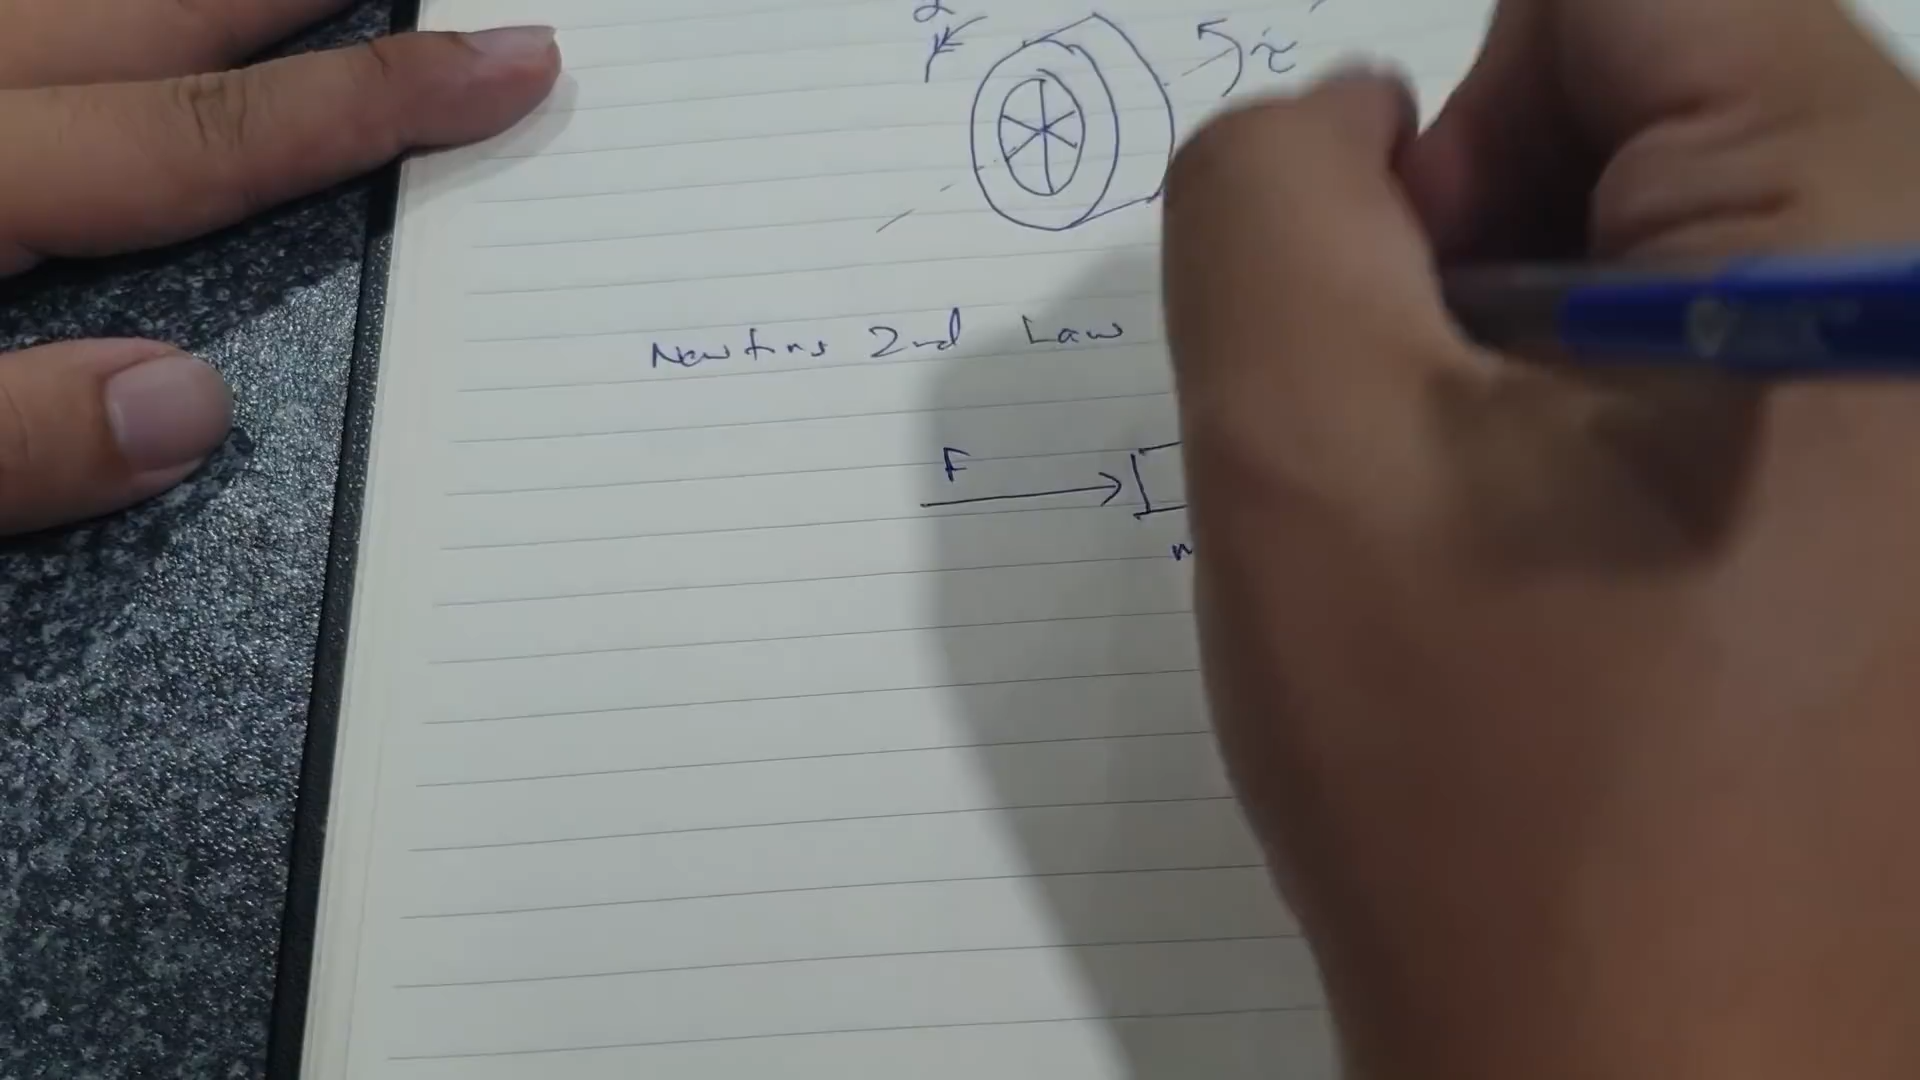 α
τ
Newtons 2nd Law
F
m